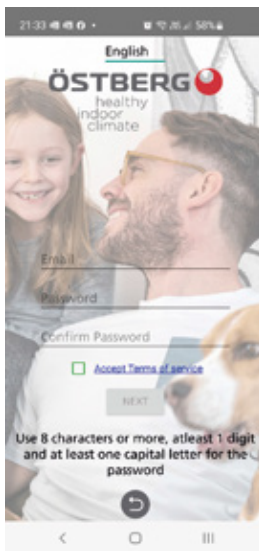 21:33
58%
English
ÖSTBERG
healthy
indoor
climate
Email
Password
Confirm Password
Accept Terms of service
NEXT
Use 8 characters or more, atleast 1 digit
and at least one capital letter for the
password